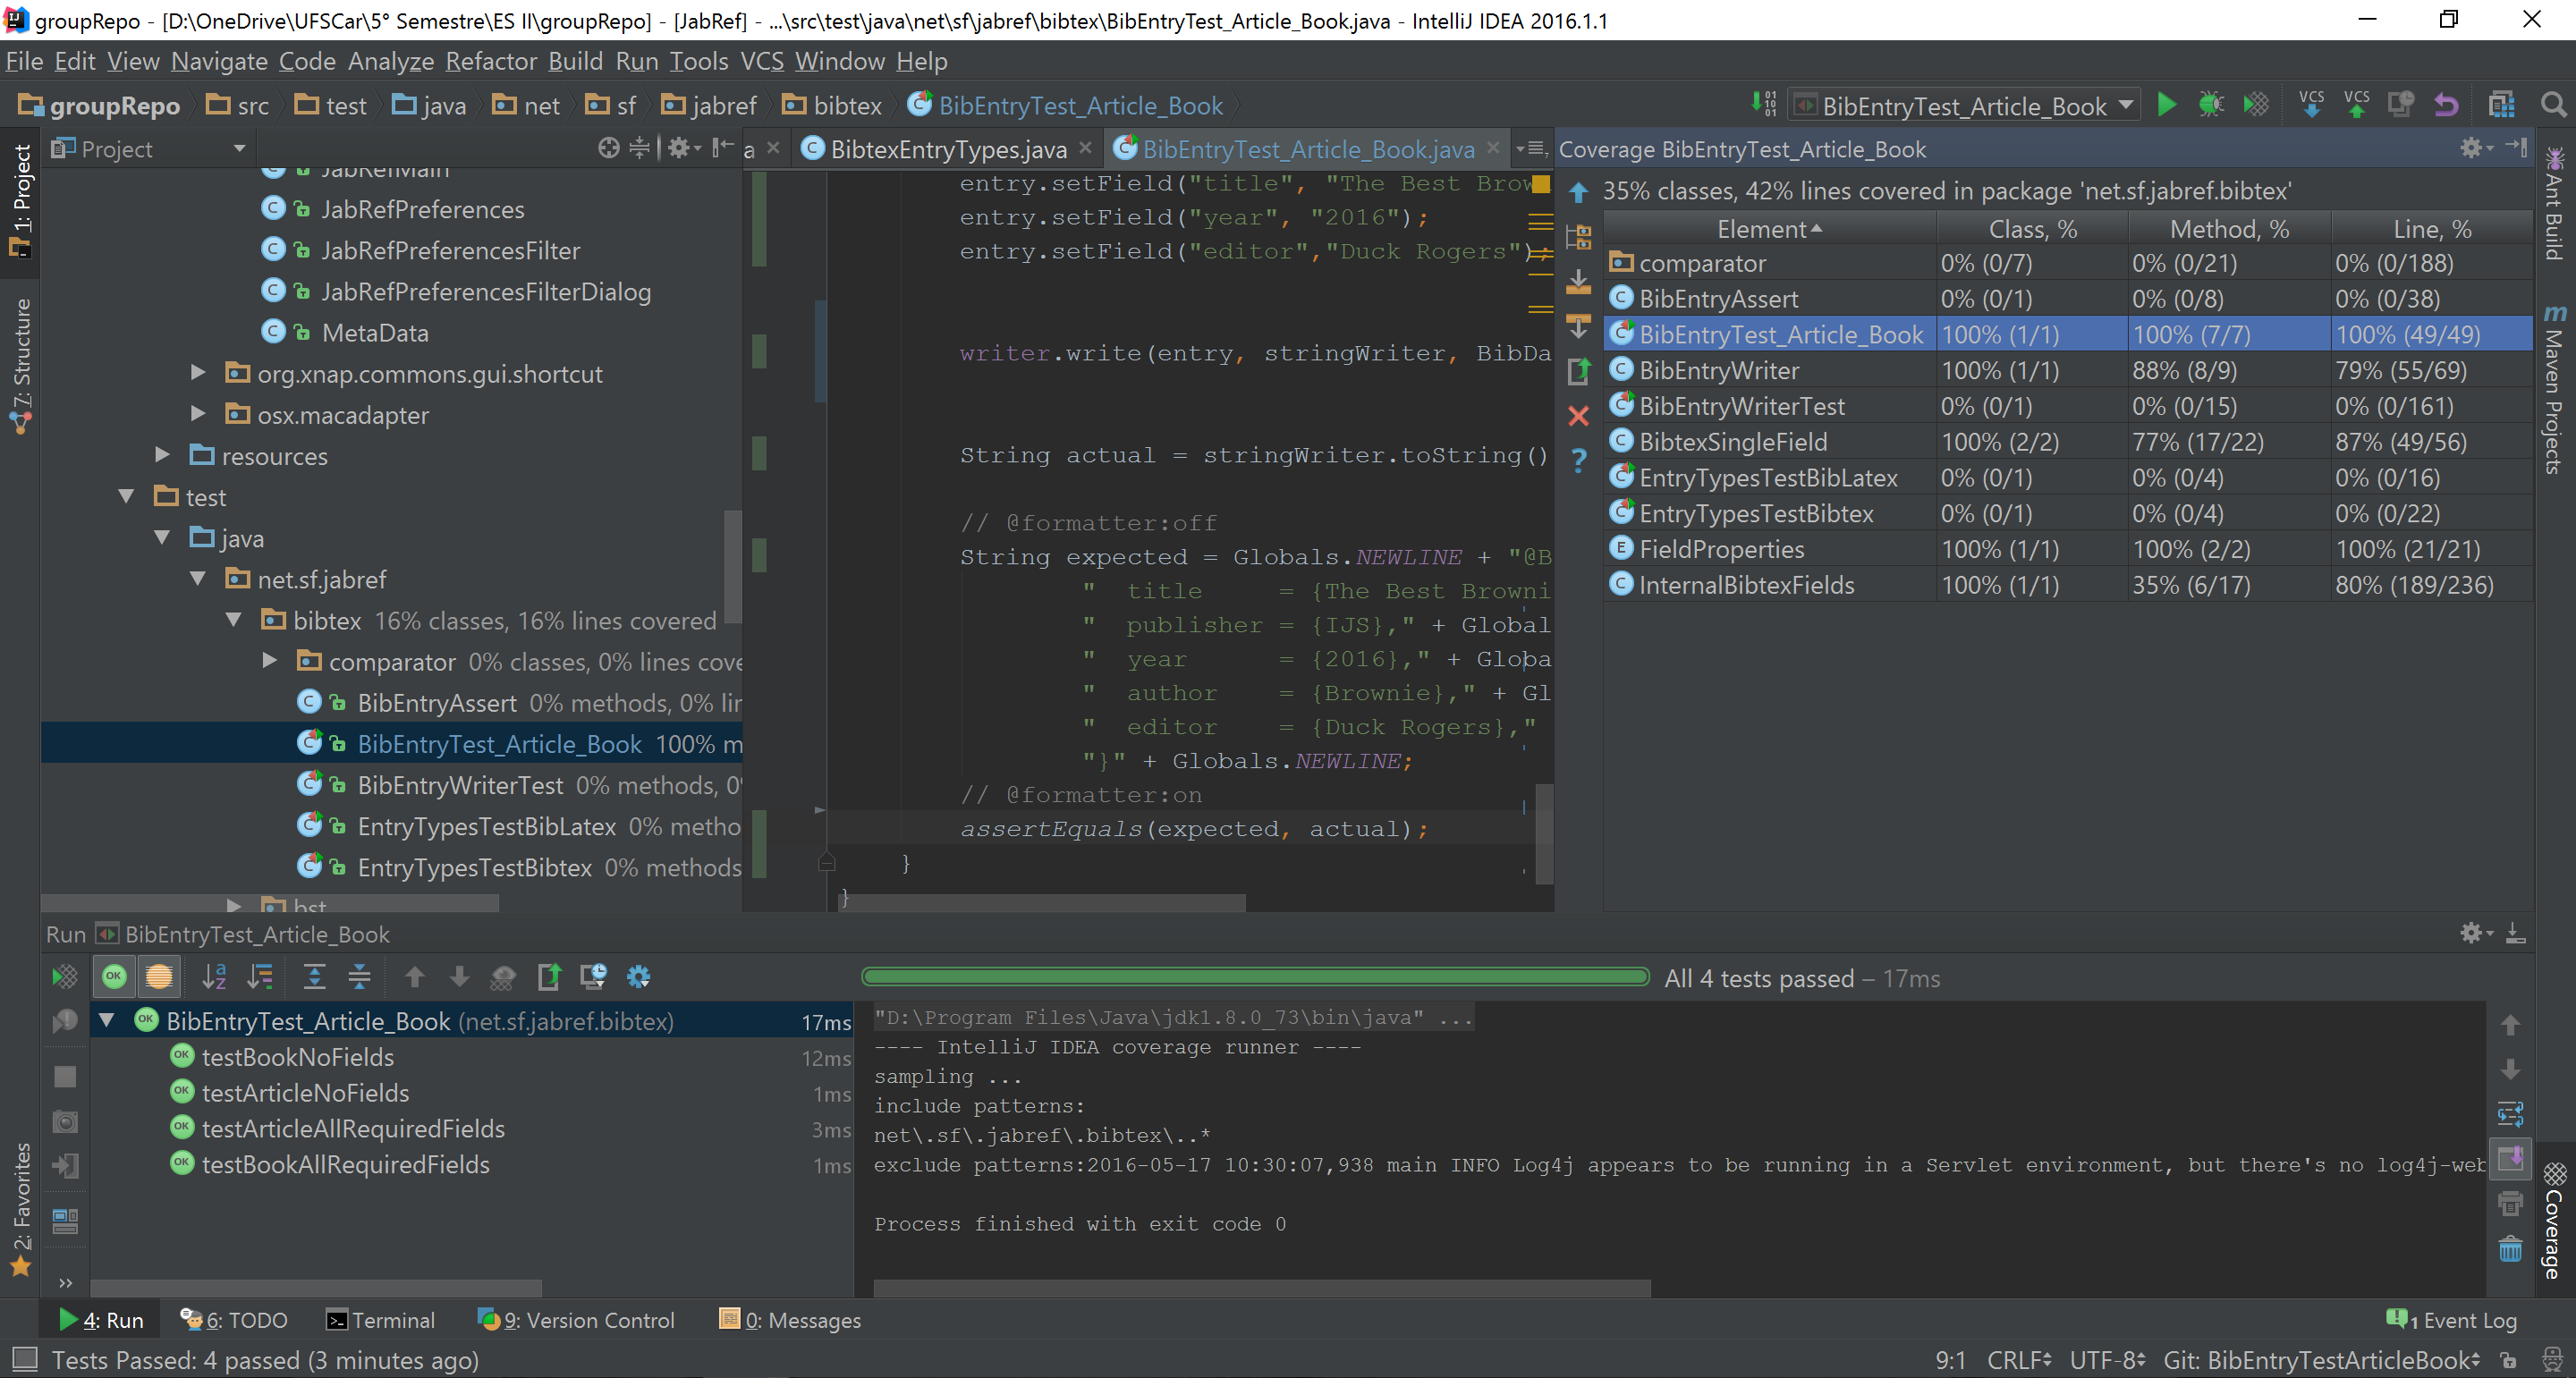 groupRepo - [D:\OneDrive\UFSCar\5° Semestre\ES II\groupRepo] - [JabRef] - ...\src\test\java\net\sf\jabref\bibtex\BibEntryTest_Article_Book.java - IntelliJ IDEA 2016.1.1
File Edit View Navigate Code Analyze Refactor Build Run Tools VCS Window Help
groupRepo src test java net sf jabref bibtex BibEntryTest_Article_Book
BibEntryTest_Article_Book VCS VCS
1: Project
7: Structure
2: Favorites
Project
JabRefMain
JabRefPreferences
JabRefPreferencesFilter
JabRefPreferencesFilterDialog
MetaData
org.xnap.commons.gui.shortcut
osx.macadapter
resources
test
java
net.sf.jabref
bibtex 16% classes, 16% lines covered
comparator 0% classes, 0% lines cove
BibEntryAssert 0% methods, 0% lir
BibEntryTest_Article_Book 100% m
BibEntryWriterTest 0% methods, 0
EntryTypesTestBibLatex 0% metho
EntryTypesTestBibtex 0% methods
bst
a BibtexEntryTypes.java BibEntryTest_Article_Book.java
entry.setField("title", "The Best Brow
entry.setField("year", "2016");
entry.setField("editor","Duck Rogers");
writer.write(entry, stringWriter, BibDa
String actual = stringWriter.toString()
// @formatter:off
String expected = Globals.NEWLINE + "@B
"  title     = {The Best Browni
"  publisher = {IJS}," + Global
"  year      = {2016}," + Globa
"  author    = {Brownie}," + Gl
"  editor    = {Duck Rogers},"
"}" + Globals.NEWLINE;
// @formatter:on
assertEquals(expected, actual);
}
}
Coverage BibEntryTest_Article_Book
35% classes, 42% lines covered in package 'net.sf.jabref.bibtex'
Element Class, % Method, % Line, %
comparator 0% (0/7) 0% (0/21) 0% (0/188)
BibEntryAssert 0% (0/1) 0% (0/8) 0% (0/38)
BibEntryTest_Article_Book 100% (1/1) 100% (7/7) 100% (49/49)
BibEntryWriter 100% (1/1) 88% (8/9) 79% (55/69)
BibEntryWriterTest 0% (0/1) 0% (0/15) 0% (0/161)
BibtexSingleField 100% (2/2) 77% (17/22) 87% (49/56)
EntryTypesTestBibLatex 0% (0/1) 0% (0/4) 0% (0/16)
EntryTypesTestBibtex 0% (0/1) 0% (0/4) 0% (0/22)
FieldProperties 100% (1/1) 100% (2/2) 100% (21/21)
InternalBibtexFields 100% (1/1) 35% (6/17) 80% (189/236)
Ant Build
Maven Projects
Coverage
Run BibEntryTest_Article_Book
All 4 tests passed – 17ms
BibEntryTest_Article_Book (net.sf.jabref.bibtex) 17ms
testBookNoFields 12ms
testArticleNoFields 1ms
testArticleAllRequiredFields 3ms
testBookAllRequiredFields 1ms
"D:\Program Files\Java\jdk1.8.0_73\bin\java" ...
---- IntelliJ IDEA coverage runner ----
sampling ...
include patterns:
net\.sf\.jabref\.bibtex\..*
exclude patterns:2016-05-17 10:30:07,938 main INFO Log4j appears to be running in a Servlet environment, but there's no log4j-web
Process finished with exit code 0
4: Run 6: TODO Terminal 9: Version Control 0: Messages 1 Event Log
Tests Passed: 4 passed (3 minutes ago) 9:1 CRLF UTF-8 Git: BibEntryTestArticleBook